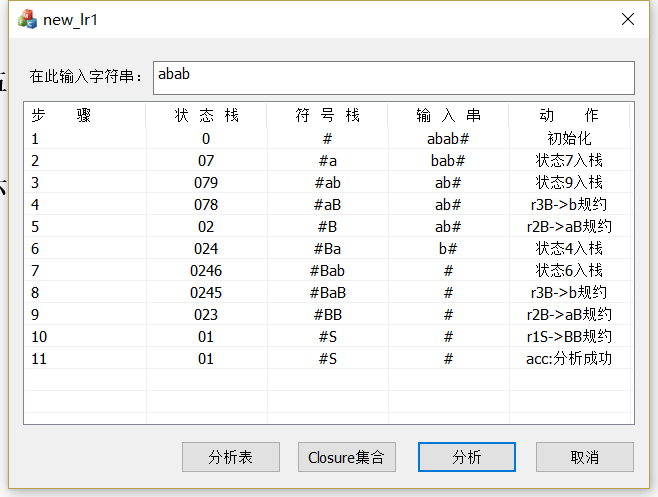 new_lr1
在此输入字符串： abab
步 骤 状 态 栈 符 号 栈 输 入 串 动 作
1 0 # abab# 初始化
2 07 #a bab# 状态7入栈
3 079 #ab ab# 状态9入栈
4 078 #aB ab# r3B->b规约
5 02 #B ab# r2B->aB规约
6 024 #Ba b# 状态4入栈
7 0246 #Bab # 状态6入栈
8 0245 #BaB # r3B->b规约
9 023 #BB # r2B->aB规约
10 01 #S # r1S->BB规约
11 01 #S # acc:分析成功
分析表 Closure集合 分析 取消